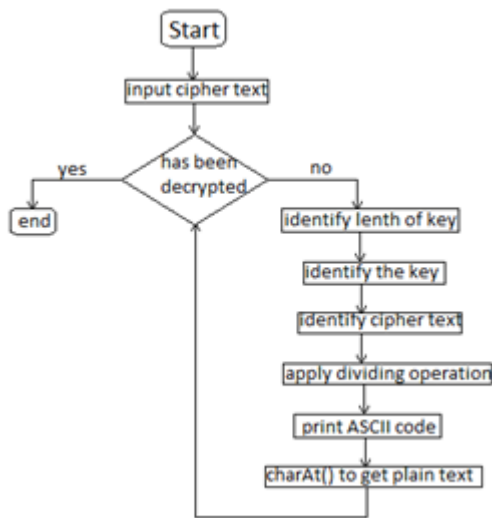 Start
input cipher text
has been
decrypted
yes
no
end
identify lenth of key
identify the key
identify cipher text
apply dividing operation
print ASCII code
charAt() to get plain text